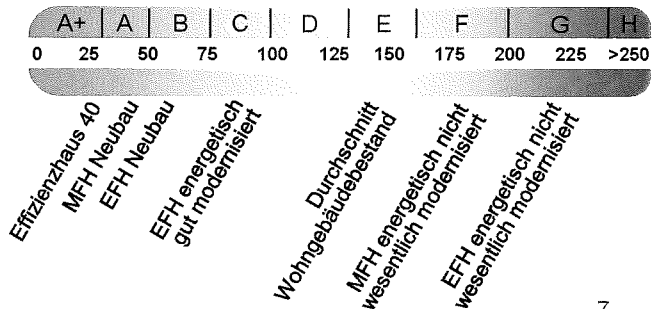 A+ A B C D E F G H
0 25 50 75 100 125 150 175 200 225 >250
Effizienzhaus 40
MFH Neubau
EFH Neubau
EFH energetisch
gut modernisiert
Durchschnitt
Wohngebäudebestand
MFH energetisch nicht
wesentlich modernisiert
EFH energetisch nicht
wesentlich modernisiert
7